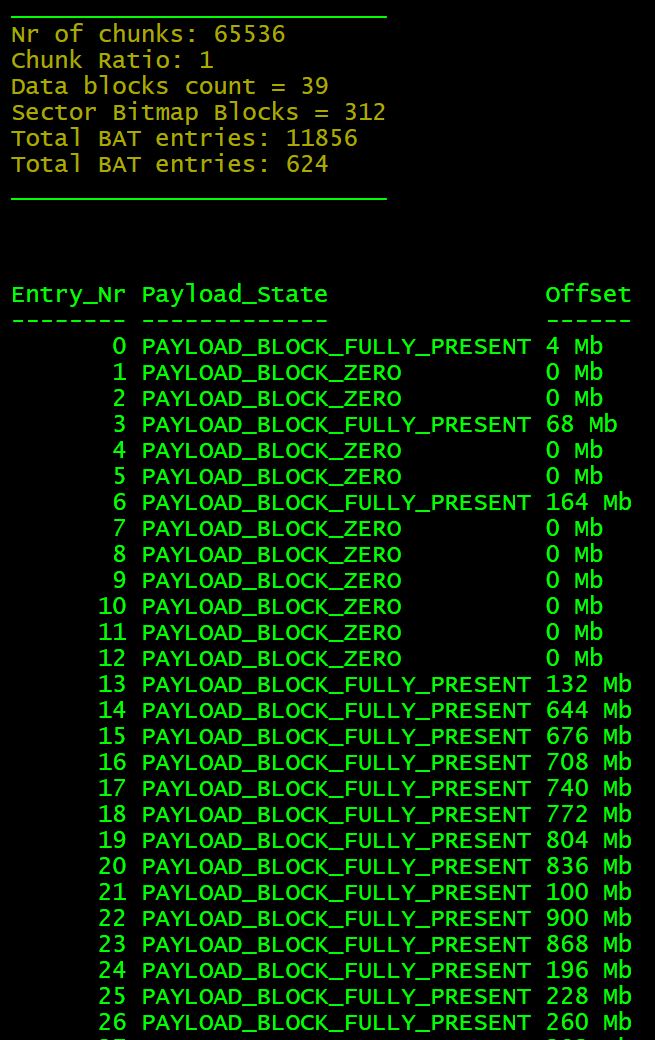 Nr of chunks: 65536
Chunk Ratio: 1
Data blocks count = 39
Sector Bitmap Blocks = 312
Total BAT entries: 11856
Total BAT entries: 624
Entry_Nr Payload_State Offset
-------- ------------- ------
0 PAYLOAD_BLOCK_FULLY_PRESENT 4 Mb
1 PAYLOAD_BLOCK_ZERO 0 Mb
2 PAYLOAD_BLOCK_ZERO 0 Mb
3 PAYLOAD_BLOCK_FULLY_PRESENT 68 Mb
4 PAYLOAD_BLOCK_ZERO 0 Mb
5 PAYLOAD_BLOCK_ZERO 0 Mb
6 PAYLOAD_BLOCK_FULLY_PRESENT 164 Mb
7 PAYLOAD_BLOCK_ZERO 0 Mb
8 PAYLOAD_BLOCK_ZERO 0 Mb
9 PAYLOAD_BLOCK_ZERO 0 Mb
10 PAYLOAD_BLOCK_ZERO 0 Mb
11 PAYLOAD_BLOCK_ZERO 0 Mb
12 PAYLOAD_BLOCK_ZERO 0 Mb
13 PAYLOAD_BLOCK_FULLY_PRESENT 132 Mb
14 PAYLOAD_BLOCK_FULLY_PRESENT 644 Mb
15 PAYLOAD_BLOCK_FULLY_PRESENT 676 Mb
16 PAYLOAD_BLOCK_FULLY_PRESENT 708 Mb
17 PAYLOAD_BLOCK_FULLY_PRESENT 740 Mb
18 PAYLOAD_BLOCK_FULLY_PRESENT 772 Mb
19 PAYLOAD_BLOCK_FULLY_PRESENT 804 Mb
20 PAYLOAD_BLOCK_FULLY_PRESENT 836 Mb
21 PAYLOAD_BLOCK_FULLY_PRESENT 100 Mb
22 PAYLOAD_BLOCK_FULLY_PRESENT 900 Mb
23 PAYLOAD_BLOCK_FULLY_PRESENT 868 Mb
24 PAYLOAD_BLOCK_FULLY_PRESENT 196 Mb
25 PAYLOAD_BLOCK_FULLY_PRESENT 228 Mb
26 PAYLOAD_BLOCK_FULLY_PRESENT 260 Mb